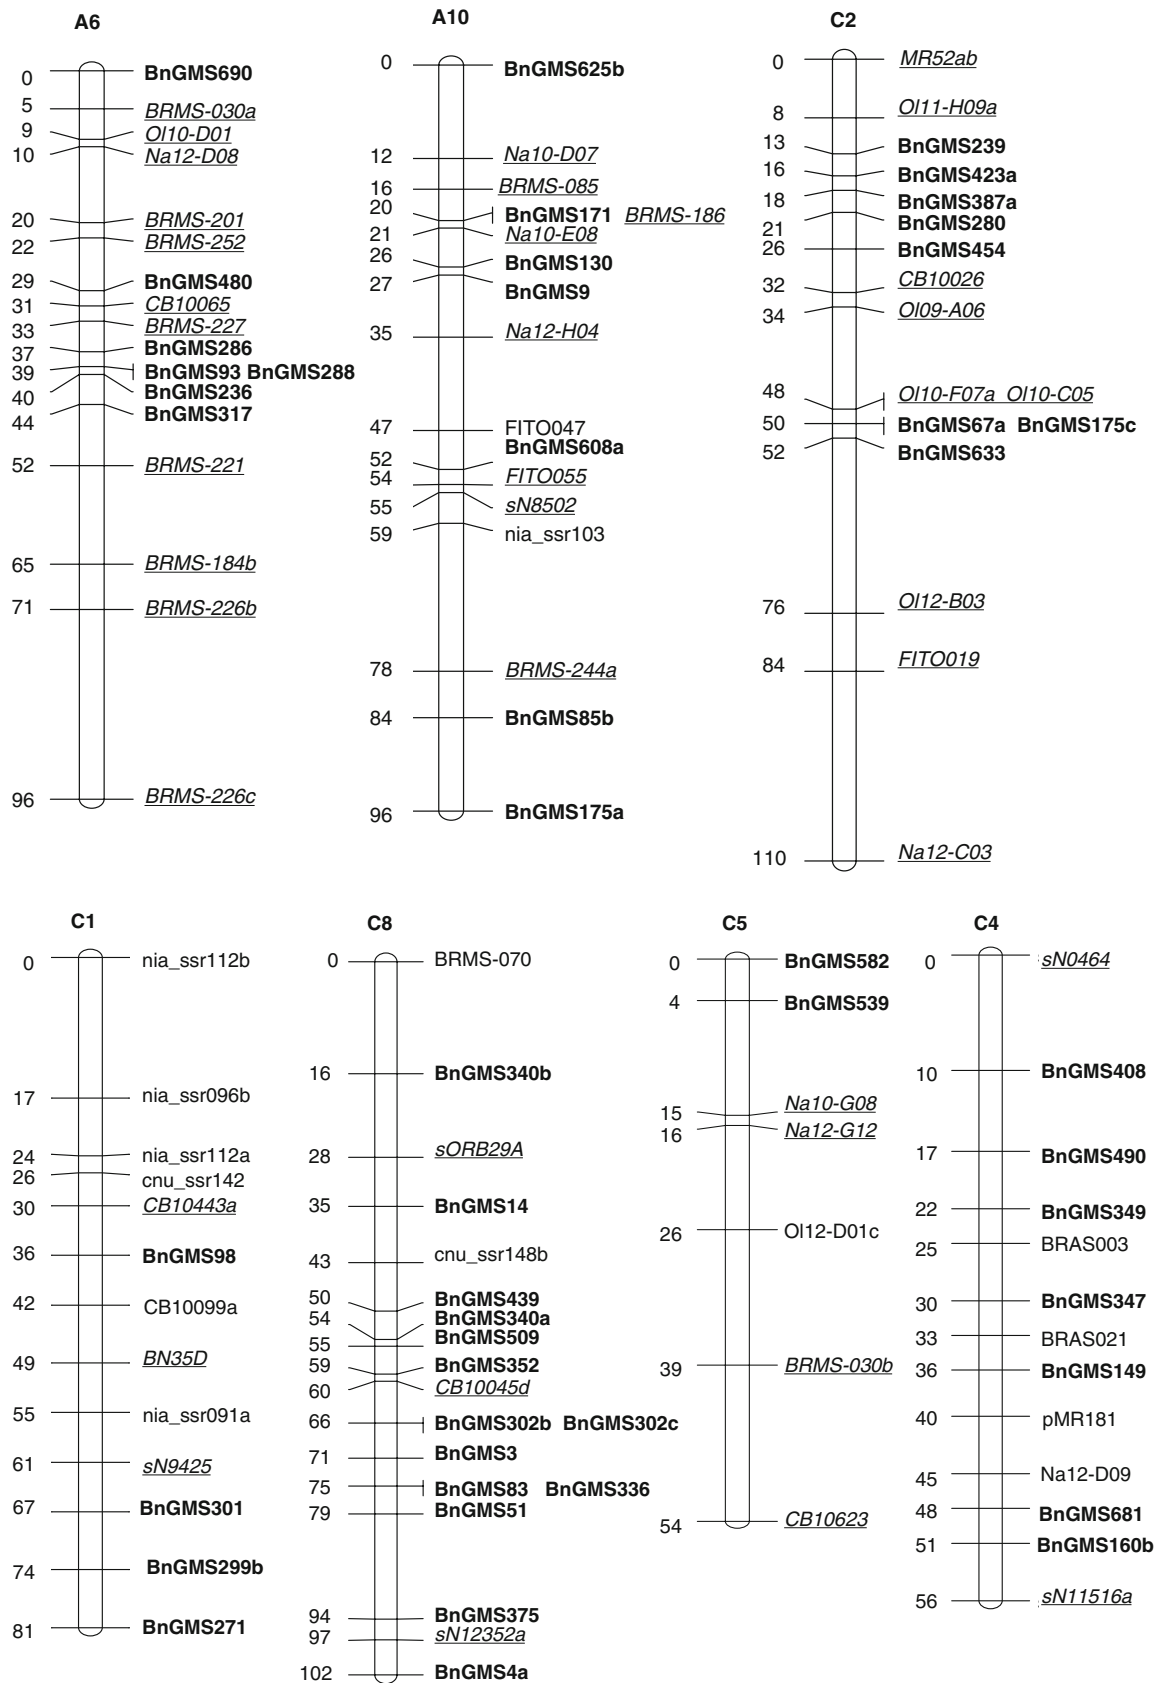 A6
0 BnGMS690
5 BRMS-030a
9 Ol10-D01
10 Na12-D08
20 BRMS-201
22 BRMS-252
29 BnGMS480
31 CB10065
33 BRMS-227
37 BnGMS286
39 BnGMS93 BnGMS288
40 BnGMS236
44 BnGMS317
52 BRMS-221
65 BRMS-184b
71 BRMS-226b
96 BRMS-226c
A10
0 BnGMS625b
12 Na10-D07
16 BRMS-085
20 BnGMS171 BRMS-186
21 Na10-E08
26 BnGMS130
27 BnGMS9
35 Na12-H04
47 FITO047
52 BnGMS608a
54 FITO055
55 sN8502
59 nia_ssr103
78 BRMS-244a
84 BnGMS85b
96 BnGMS175a
C2
0 MR52ab
8 Ol11-H09a
13 BnGMS239
16 BnGMS423a
18 BnGMS387a
21 BnGMS280
26 BnGMS454
32 CB10026
34 Ol09-A06
48 Ol10-F07a Ol10-C05
50 BnGMS67a BnGMS175c
52 BnGMS633
76 Ol12-B03
84 FITO019
110 Na12-C03
C1
0 nia_ssr112b
17 nia_ssr096b
24 nia_ssr112a
26 cnu_ssr142
30 CB10443a
36 BnGMS98
42 CB10099a
49 BN35D
55 nia_ssr091a
61 sN9425
67 BnGMS301
74 BnGMS299b
81 BnGMS271
C8
0 BRMS-070
16 BnGMS340b
28 sORB29A
35 BnGMS14
43 cnu_ssr148b
50 BnGMS439
54 BnGMS340a
55 BnGMS509
59 BnGMS352
60 CB10045d
66 BnGMS302b BnGMS302c
71 BnGMS3
75 BnGMS83 BnGMS336
79 BnGMS51
94 BnGMS375
97 sN12352a
102 BnGMS4a
C5
0 BnGMS582
4 BnGMS539
15 Na10-G08
16 Na12-G12
26 Ol12-D01c
39 BRMS-030b
54 CB10623
C4
0 sN0464
10 BnGMS408
17 BnGMS490
22 BnGMS349
25 BRAS003
30 BnGMS347
33 BRAS021
36 BnGMS149
40 pMR181
45 Na12-D09
48 BnGMS681
51 BnGMS160b
56 sN11516a